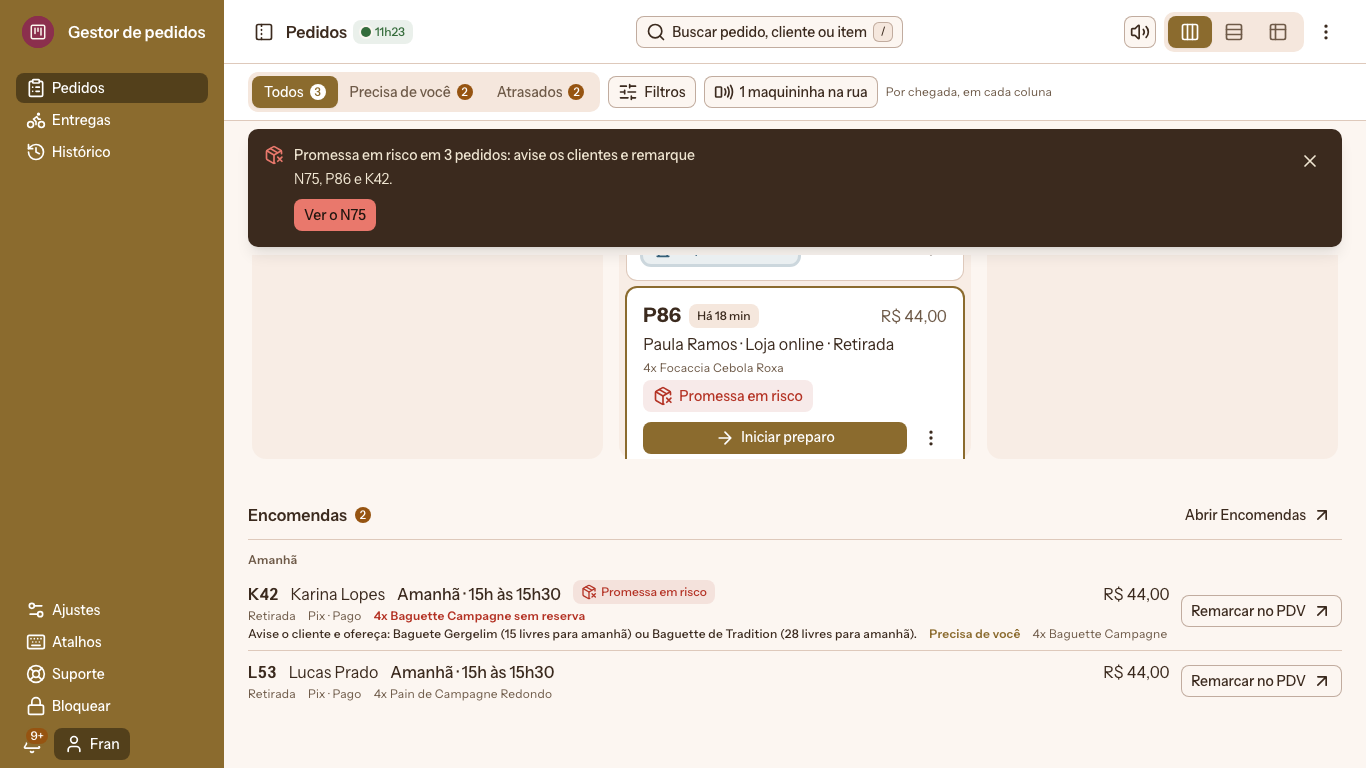 Gestor de pedidos
Pedidos
Entregas
Histórico
Ajustes
Atalhos
Suporte
Bloquear
9+
Fran
Pedidos 11h23
Buscar pedido, cliente ou item /
Todos 3
Precisa de você 2
Atrasados 2
Filtros
1 maquininha na rua
Por chegada, em cada coluna
Promessa em risco em 3 pedidos: avise os clientes e remarque
N75, P86 e K42.
Ver o N75
P86 Há 18 min R$ 44,00
Paula Ramos · Loja online · Retirada
4x Focaccia Cebola Roxa
Promessa em risco
Iniciar preparo
Encomendas 2
Abrir Encomendas
Amanhã
K42 Karina Lopes Amanhã · 15h às 15h30 Promessa em risco R$ 44,00
Retirada Pix · Pago 4x Baguette Campagne sem reserva
Avise o cliente e ofereça: Baguete Gergelim (15 livres para amanhã) ou Baguette de Tradition (28 livres para amanhã). Precisa de você 4x Baguette Campagne
Remarcar no PDV
L53 Lucas Prado Amanhã · 15h às 15h30 R$ 44,00
Retirada Pix · Pago 4x Pain de Campagne Redondo
Remarcar no PDV